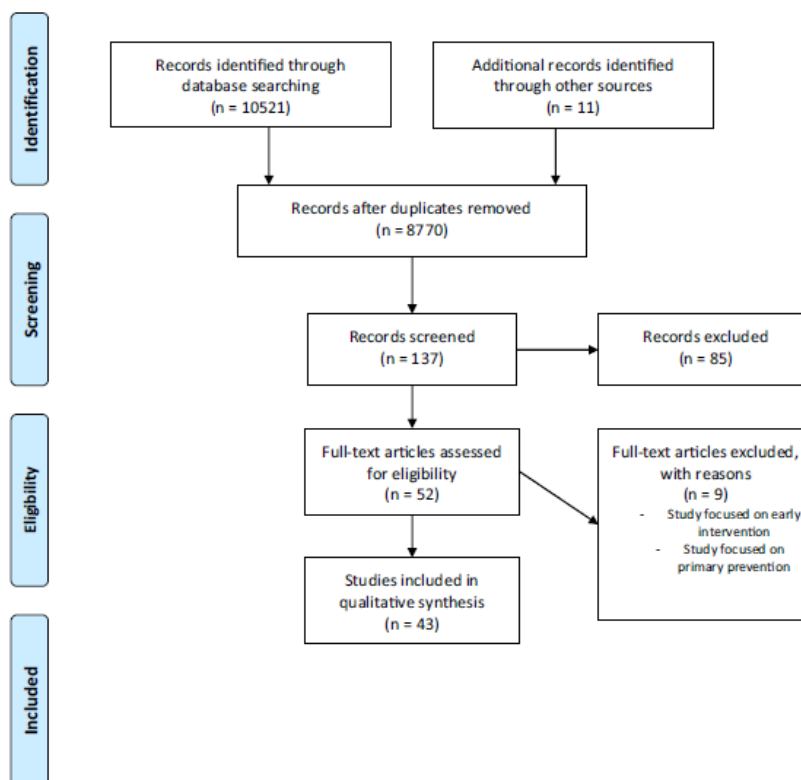 Identification
Records identified through
database searching
(n = 10521)
Additional records identified
through other sources
(n = 11)
Records after duplicates removed
(n = 8770)
Screening
Records screened
(n = 137)
Records excluded
(n = 85)
Eligibility
Full-text articles assessed
for eligibility
(n = 52)
Full-text articles excluded,
with reasons
(n = 9)
- Study focused on early
intervention
- Study focused on
primary prevention
Studies included in
qualitative synthesis
(n = 43)
Included